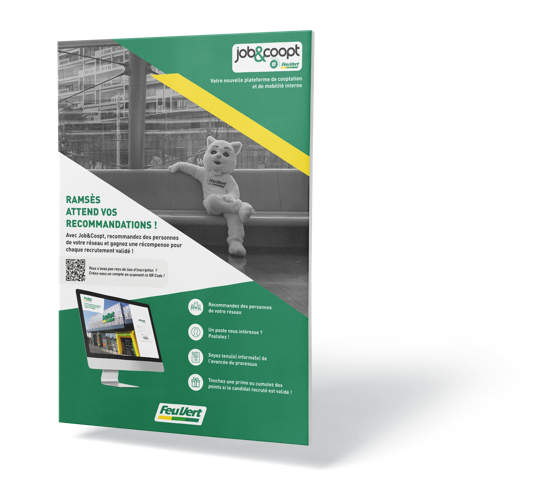 job&coopt
FeuVert
Votre nouvelle plateforme de cooptation
et de mobilité interne
FeuVert
RAMSÈS
ATTEND VOS
RECOMMANDATIONS !
Avec Job&Coopt, recommandez des personnes
de votre réseau et gagnez une récompense pour
chaque recrutement validé !
Vous n'avez pas reçu de lien d'inscription ?
Créez-vous un compte en scannant ce QR Code !
Recommandez des personnes
de votre réseau
Un poste vous intéresse ?
Postulez !
Soyez tenu(e) informé(e) de
l'avancée du processus
Touchez une prime ou cumulez des
points si le candidat recruté est validé !
FeuVert